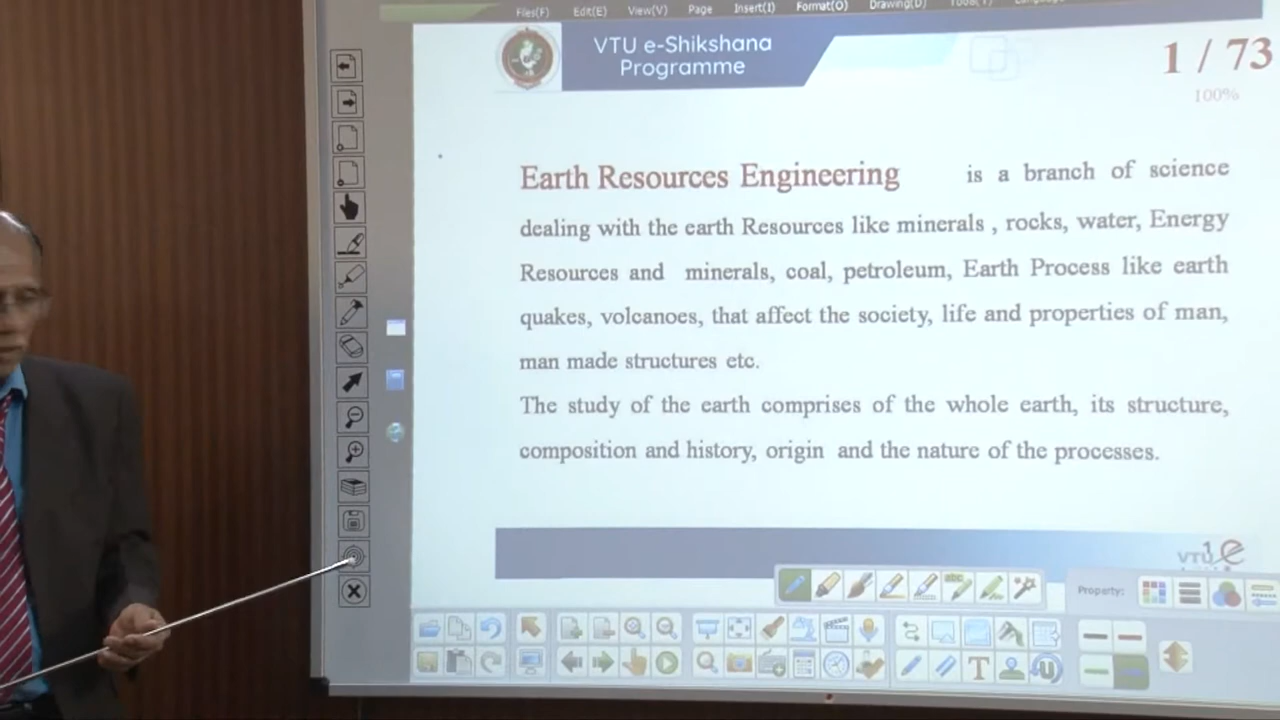 Files(F) Edit(E) View(V) Page Insert(I) Format(O) Drawing(D)
VTU e-Shikshana
Programme
1 / 73
100%
Earth Resources Engineering is a branch of science
dealing with the earth Resources like minerals , rocks, water, Energy
Resources and minerals, coal, petroleum, Earth Process like earth
quakes, volcanoes, that affect the society, life and properties of man,
man made structures etc.
The study of the earth comprises of the whole earth, its structure,
composition and history, origin and the nature of the processes.
1
VTU e
Property: